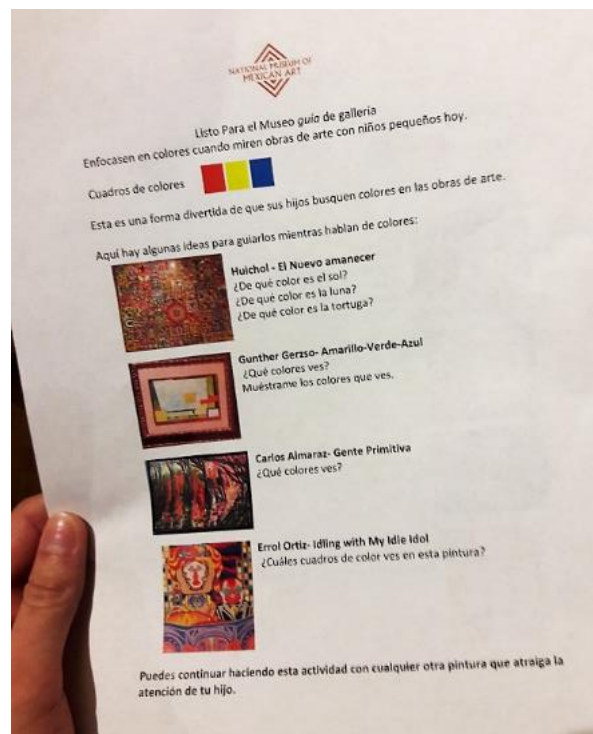 NATIONAL MUSEUM OF
MEXICAN ART
Listo Para el Museo guía de galleria
Enfocasen en colores cuando miren obras de arte con niños pequeños hoy.
Cuadros de colores
Esta es una forma divertida de que sus hijos busquen colores en las obras de arte.
Aquí hay algunas ideas para guiarlos mientras hablan de colores:
Huichol - El Nuevo amanecer
¿De qué color es el sol?
¿De qué color es la luna?
¿De qué color es la tortuga?
Gunther Gerzso- Amarillo-Verde-Azul
¿Qué colores ves?
Muéstrame los colores que ves.
Carlos Almaraz- Gente Primitiva
¿Qué colores ves?
Errol Ortiz- Idling with My Idle Idol
¿Cuáles cuadros de color ves en esta pintura?
Puedes continuar haciendo esta actividad con cualquier otra pintura que atraiga la
atención de tu hijo.